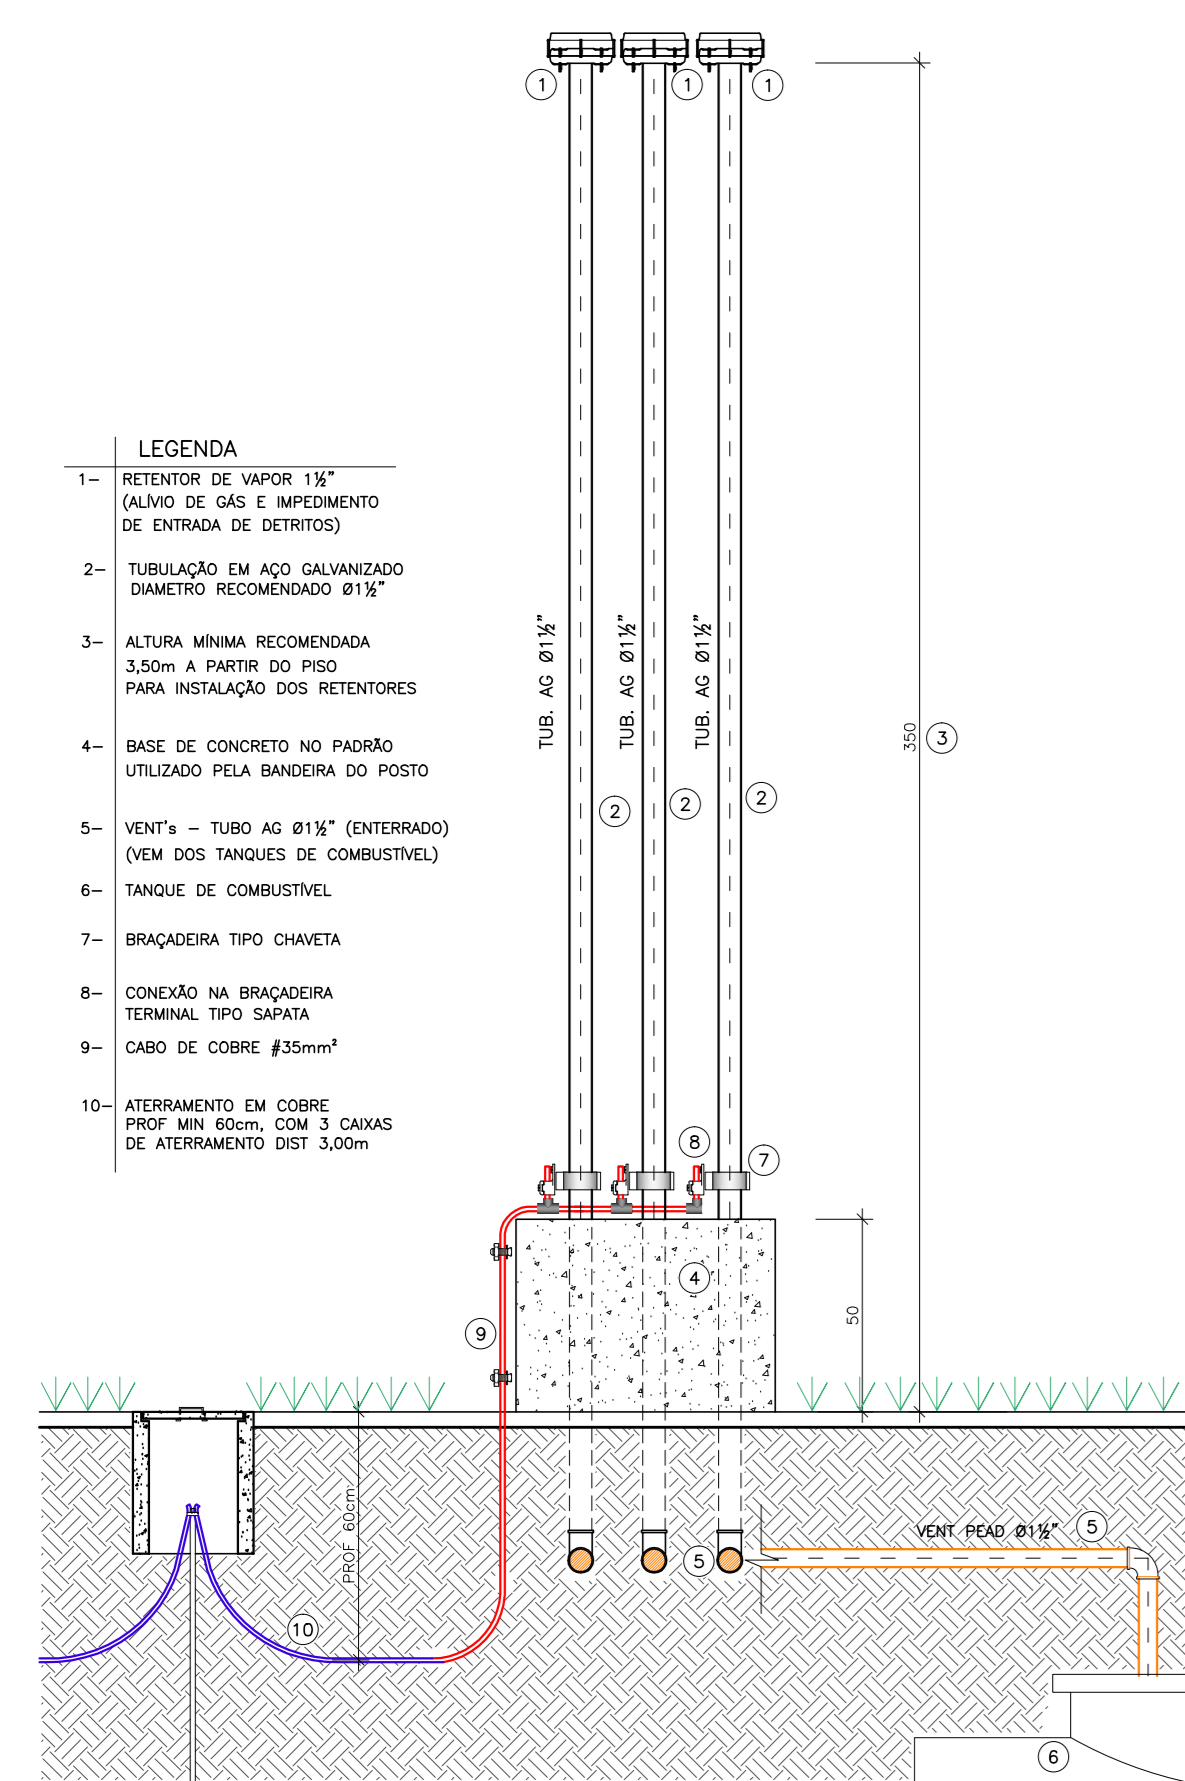 1
1
1
LEGENDA
1– RETENTOR DE VAPOR 1½"
(ALÍVIO DE GÁS E IMPEDIMENTO
DE ENTRADA DE DETRITOS)
2– TUBULAÇÃO EM AÇO GALVANIZADO
DIAMETRO RECOMENDADO Ø1½"
3– ALTURA MÍNIMA RECOMENDADA
3,50m A PARTIR DO PISO
PARA INSTALAÇÃO DOS RETENTORES
4– BASE DE CONCRETO NO PADRÃO
UTILIZADO PELA BANDEIRA DO POSTO
5– VENT's – TUBO AG Ø1½" (ENTERRADO)
(VEM DOS TANQUES DE COMBUSTÍVEL)
6– TANQUE DE COMBUSTÍVEL
7– BRAÇADEIRA TIPO CHAVETA
8– CONEXÃO NA BRAÇADEIRA
TERMINAL TIPO SAPATA
9– CABO DE COBRE #35mm²
10– ATERRAMENTO EM COBRE
PROF MIN 60cm, COM 3 CAIXAS
DE ATERRAMENTO DIST 3,00m
TUB. AG Ø1½"
TUB. AG Ø1½"
TUB. AG Ø1½"
350
3
2
2
2
8
7
4
9
50
PROF 60cm
10
5
VENT PEAD Ø1½"
5
6